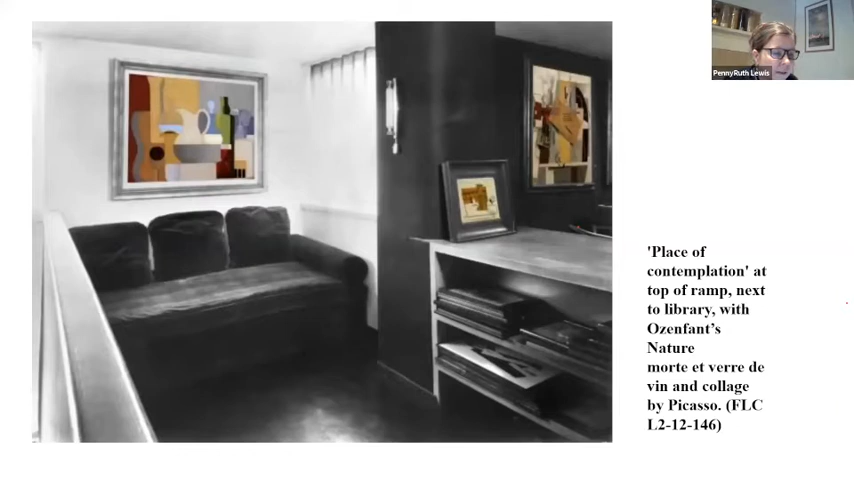 PennyRuth Lewis
'Place of
contemplation' at
top of ramp, next
to library, with
Ozenfant's
Nature
morte et verre de
vin and collage
by Picasso. (FLC
L2-12-146)